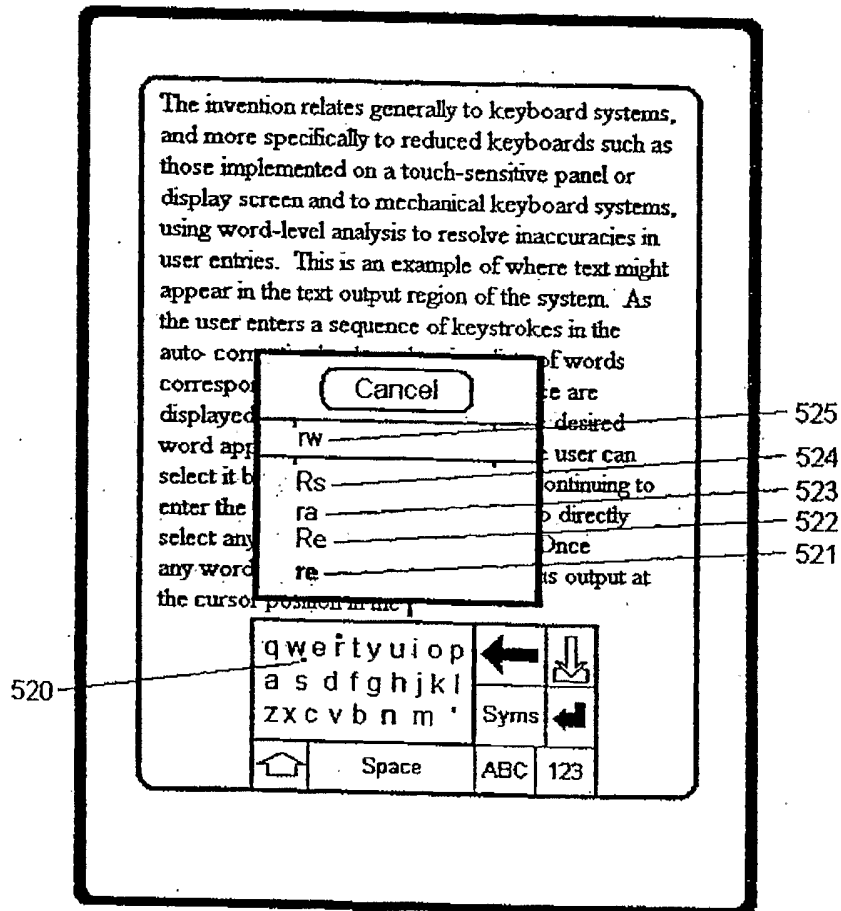 The invention relates generally to keyboard systems,
and more specifically to reduced keyboards such as
those implemented on a touch-sensitive panel or
display screen and to mechanical keyboard systems,
using word-level analysis to resolve inaccuracies in
user entries. This is an example of where text might
appear in the text output region of the system. As
the user enters a sequence of keystrokes in the
auto- of words
are
displayed desired
word user can
select it continuing to
enter the directly
select any Once
any word is output at
the cursor position in the
Cancel
rw
Rs
ra
Re
re
525
524
523
522
521
520
q w e r t y u i o p
a s d f g h j k l
z x c v b n m '
Syms
Space ABC 123